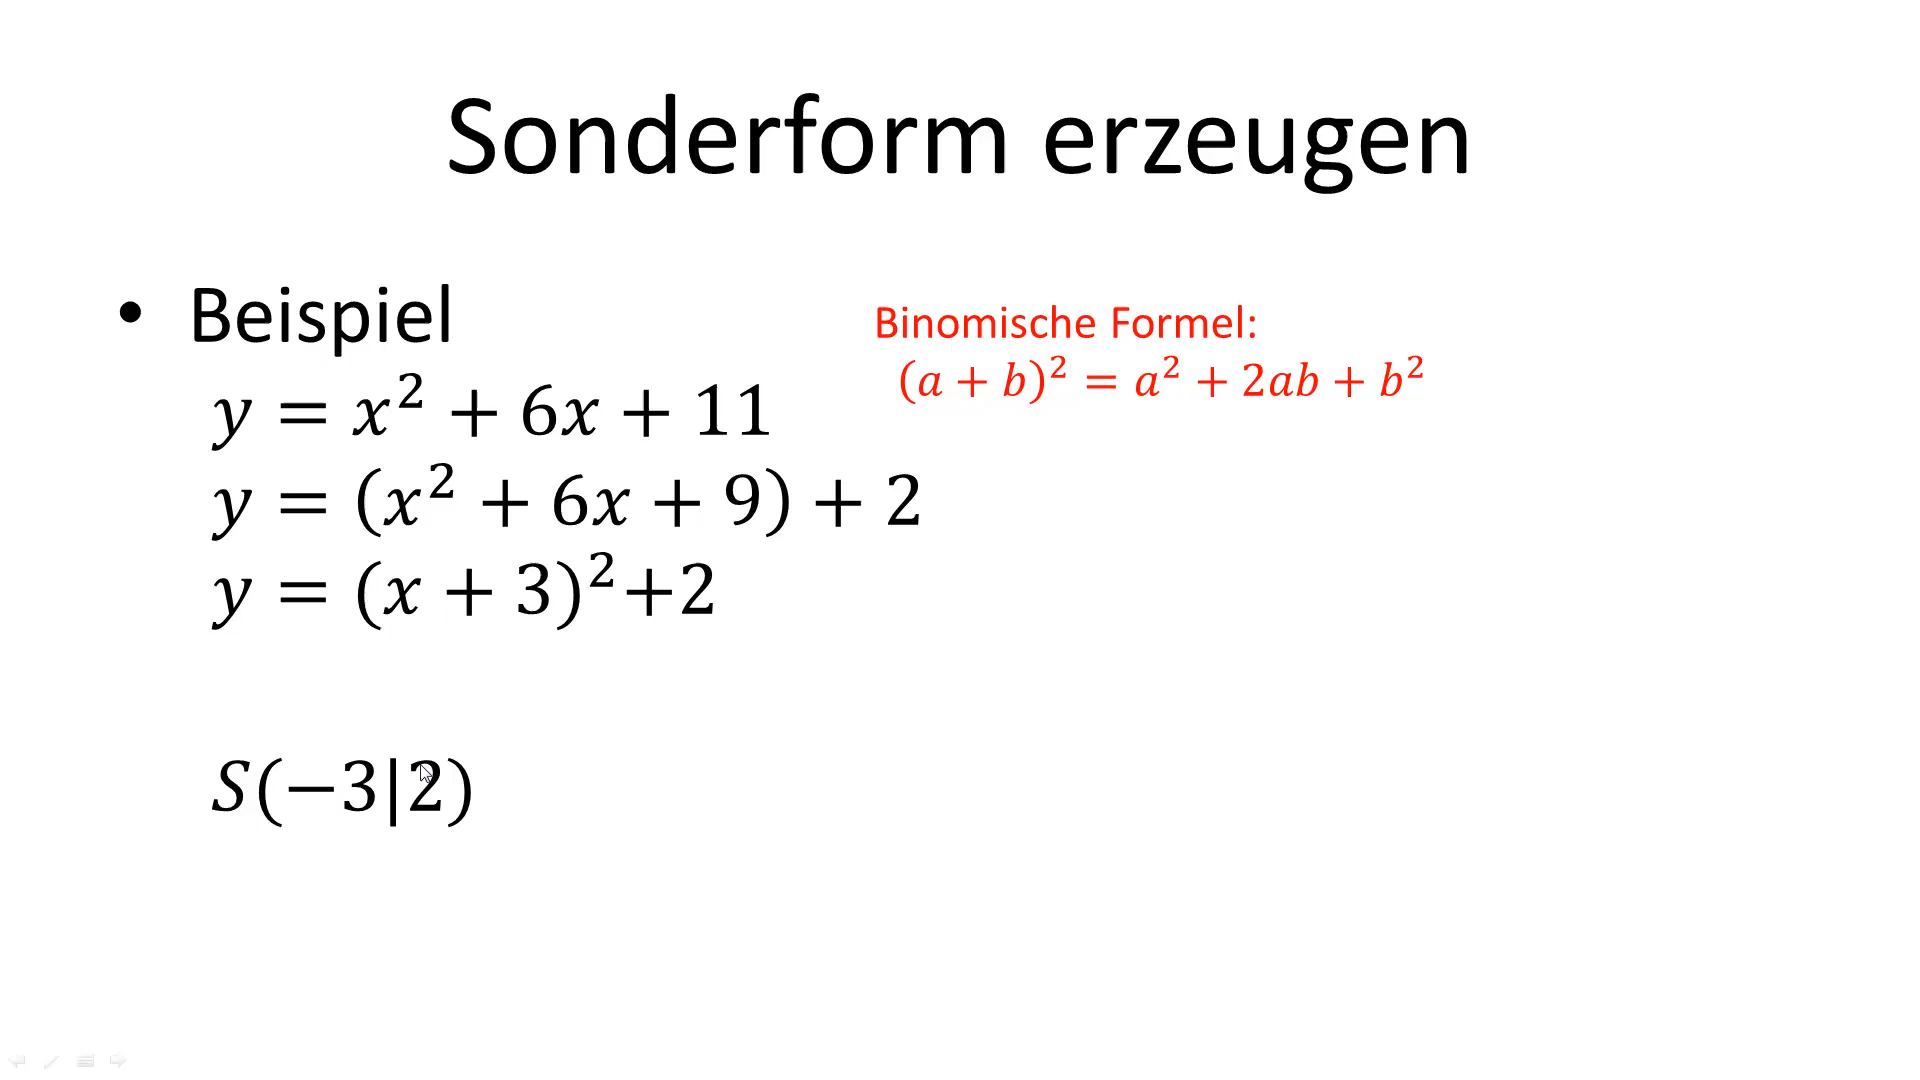 Sonderform erzeugen
• Beispiel
Binomische Formel:
(a + b)² = a² + 2ab + b²
y = x² + 6x + 11
y = (x² + 6x + 9) + 2
y = (x + 3)²+2
S(−3|2)